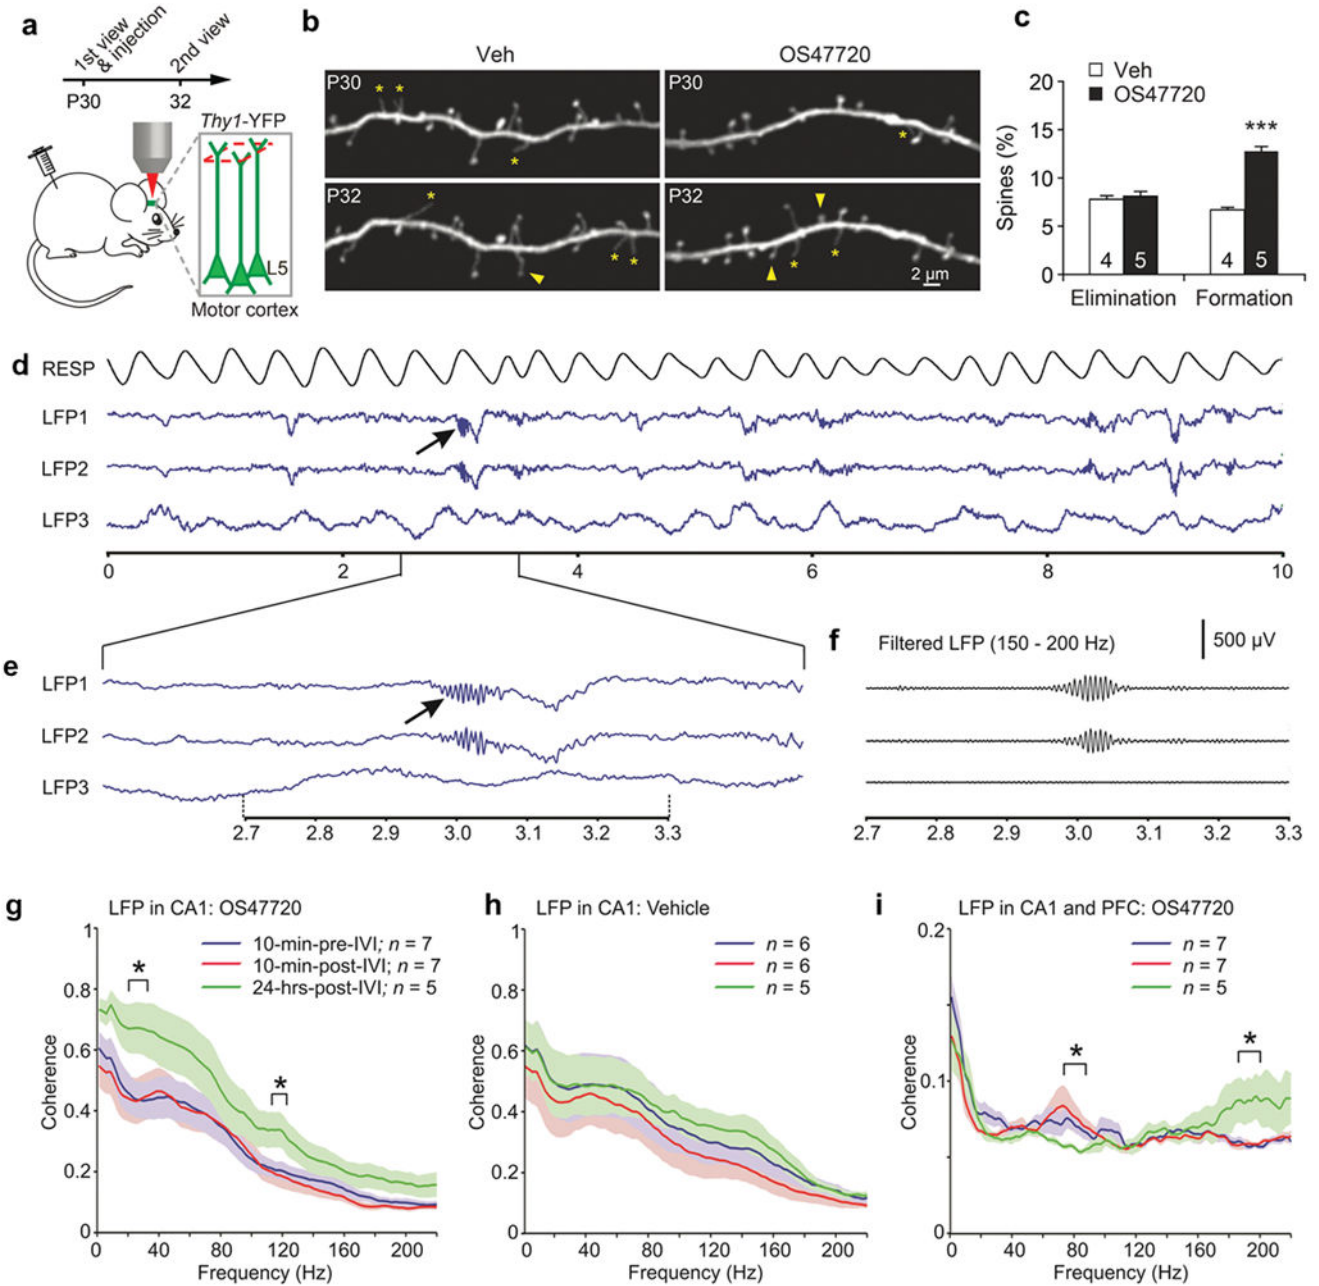 a
1st view
& injection
2nd view
P30
32
Thy1-YFP
L5
Motor cortex
b
Veh
OS47720
P30
P30
* *
*
*
P32
P32
*
* *
* *
2 µm
c
Veh
OS47720
20
15
10
5
0
Spines (%)
***
4
5
4
5
Elimination
Formation
d
RESP
LFP1
LFP2
LFP3
0
2
4
6
8
10
e
LFP1
LFP2
LFP3
2.7
2.8
2.9
3.0
3.1
3.2
3.3
f
Filtered LFP (150 - 200 Hz)
500 µV
2.7
2.8
2.9
3.0
3.1
3.2
3.3
g
LFP in CA1: OS47720
10-min-pre-IVI; n = 7
10-min-post-IVI; n = 7
24-hrs-post-IVI; n = 5
*
*
1
0.8
0.6
0.4
0.2
0
Coherence
0
40
80
120
160
200
Frequency (Hz)
h
LFP in CA1: Vehicle
n = 6
n = 6
n = 5
1
0.8
0.6
0.4
0.2
0
Coherence
0
40
80
120
160
200
Frequency (Hz)
i
LFP in CA1 and PFC: OS47720
n = 7
n = 7
n = 5
*
*
0.2
0.1
0
Coherence
0
40
80
120
160
200
Frequency (Hz)